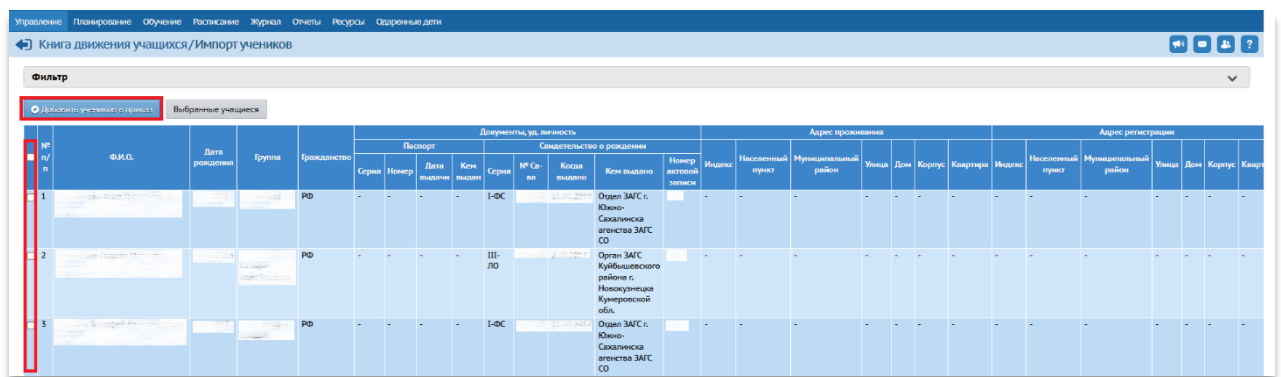 Управление Планирование Обучение Расписание Журнал Отчеты Ресурсы Одаренные дети
Книга движения учащихся/Импорт учеников
?
Фильтр
Добавить учеников в приказ Выбранные учащиеся
Документы, уд. личность Адрес проживания Адрес регистрации
Паспорт Свидетельство о рождении
№ п/п Ф.И.О. Дата рождения Группа Гражданство Серия Номер Дата выдачи Кем выдан Серия № Св-ва Когда выдано Кем выдано Номер актовой записи Индекс Населенный пункт Муниципальный район Улица Дом Корпус Квартира Индекс Населенный пункт Муниципальный район Улица Дом Корпус Кварт
1 РФ - - - - I-ФС Отдел ЗАГС г. - - - - - - - - - - - - -
Южно-
Сахалинска
агенства ЗАГС
СО
2 РФ - - - - III- Орган ЗАГС - - - - - - - - - - - - -
ЛО Куйбышевского
района г.
Новокузнецка
Кумеровской
обл.
3 РФ - - - - I-ФС Отдел ЗАГС г. - - - - - - - - - - - - -
Южно-
Сахалинска
агенства ЗАГС
СО